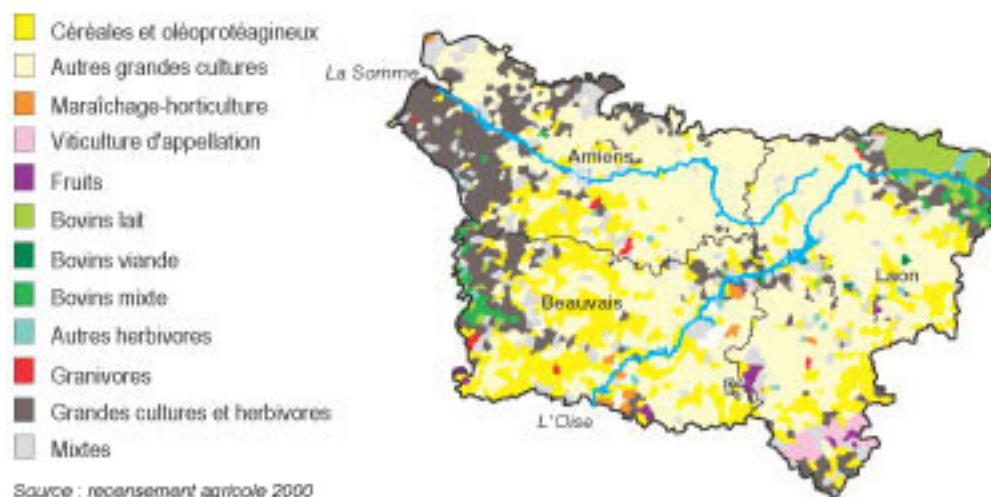 Céréales et oléoprotéagineux
Autres grandes cultures
Maraîchage-horticulture
Viticulture d'appellation
Fruits
Bovins lait
Bovins viande
Bovins mixte
Autres herbivores
Granivores
Grandes cultures et herbivores
Mixtes
Source : recensement agricole 2000
La Somme
Amiens
Laon
Beauvais
L'Oise